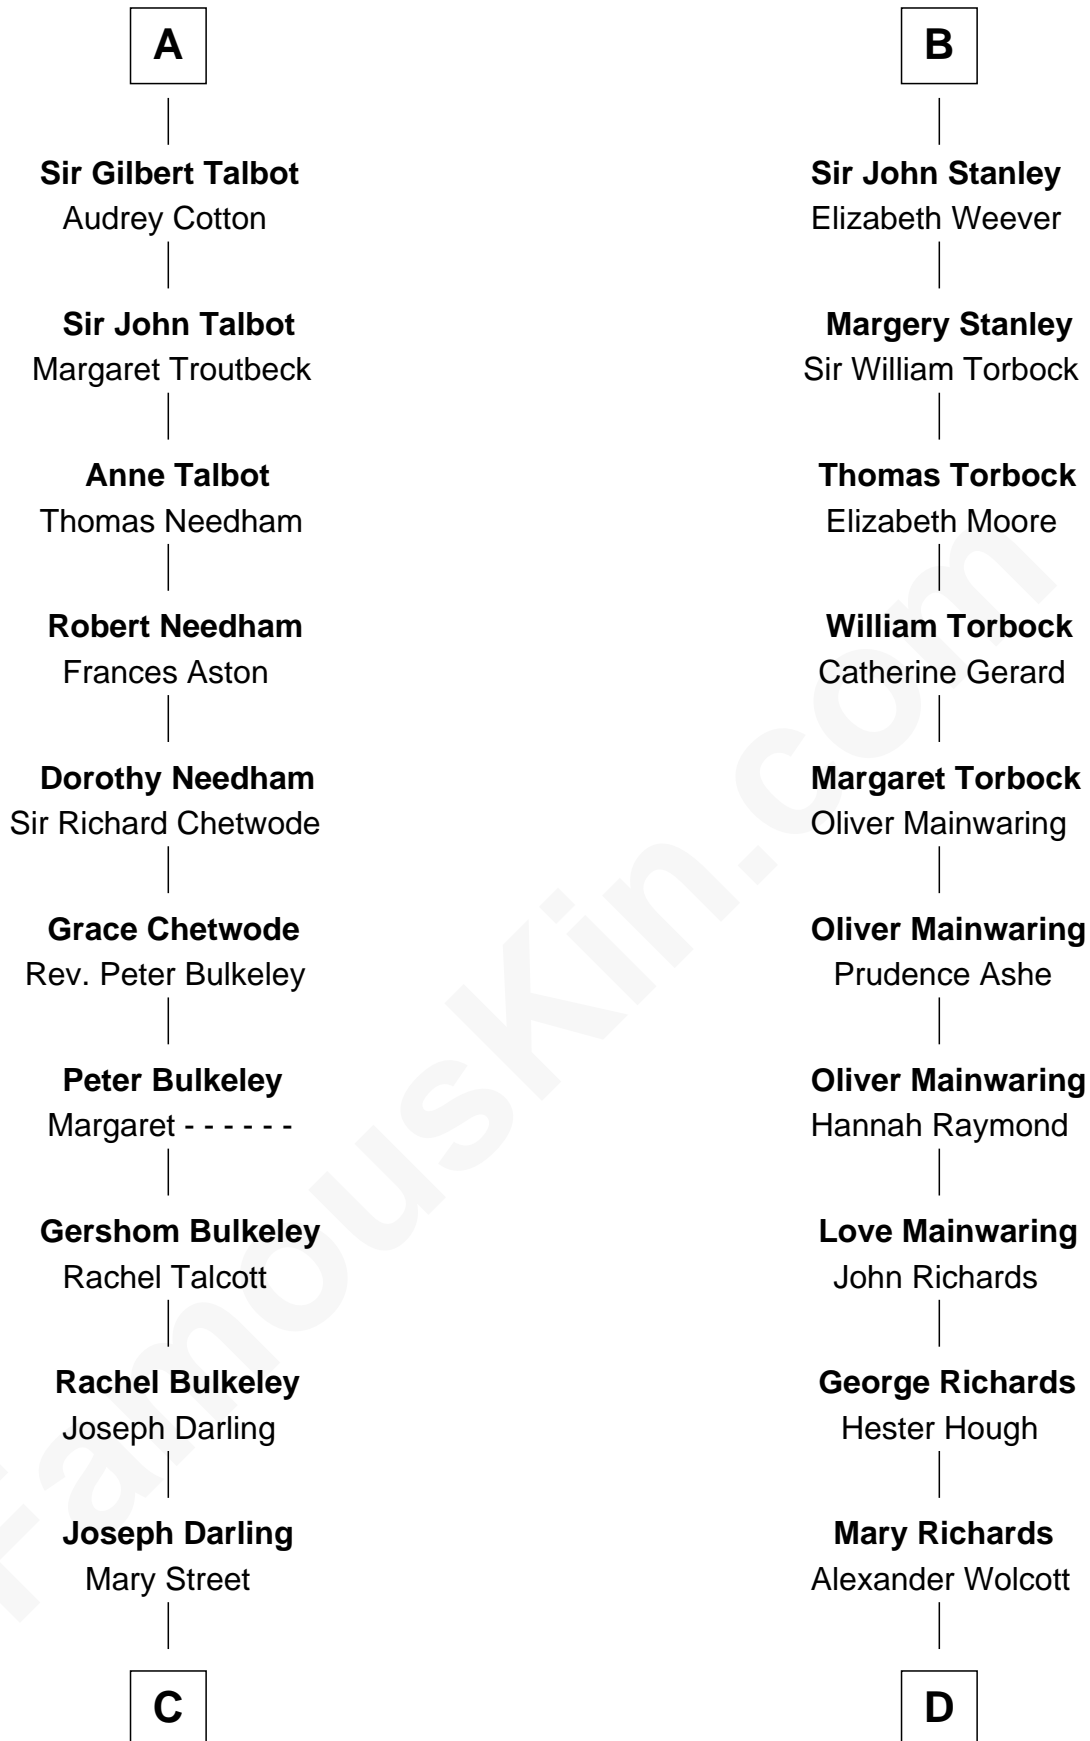 A
Sir Gilbert Talbot
Audrey Cotton
Sir John Talbot
Margaret Troutbeck
Anne Talbot
Thomas Needham
Robert Needham
Frances Aston
Dorothy Needham
Sir Richard Chetwode
Grace Chetwode
Rev. Peter Bulkeley
Peter Bulkeley
Margaret - - - - - -
Gershom Bulkeley
Rachel Talcott
Rachel Bulkeley
Joseph Darling
Joseph Darling
Mary Street
C
B
Sir John Stanley
Elizabeth Weever
Margery Stanley
Sir William Torbock
Thomas Torbock
Elizabeth Moore
William Torbock
Catherine Gerard
Margaret Torbock
Oliver Mainwaring
Oliver Mainwaring
Prudence Ashe
Oliver Mainwaring
Hannah Raymond
Love Mainwaring
John Richards
George Richards
Hester Hough
Mary Richards
Alexander Wolcott
D
FamousKin.com